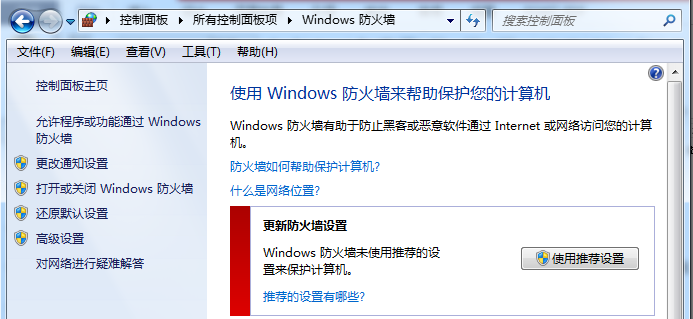 控制面板 ▸ 所有控制面板项 ▸ Windows 防火墙
搜索控制面板
文件(F) 编辑(E) 查看(V) 工具(T) 帮助(H)
控制面板主页
允许程序或功能通过 Windows
防火墙
更改通知设置
打开或关闭 Windows 防火墙
还原默认设置
高级设置
对网络进行疑难解答
使用 Windows 防火墙来帮助保护您的计算机
Windows 防火墙有助于防止黑客或恶意软件通过 Internet 或网络访问您的计算
机。
防火墙如何帮助保护计算机?
什么是网络位置?
更新防火墙设置
Windows 防火墙未使用推荐的设
置来保护计算机。
使用推荐设置
推荐的设置有哪些?